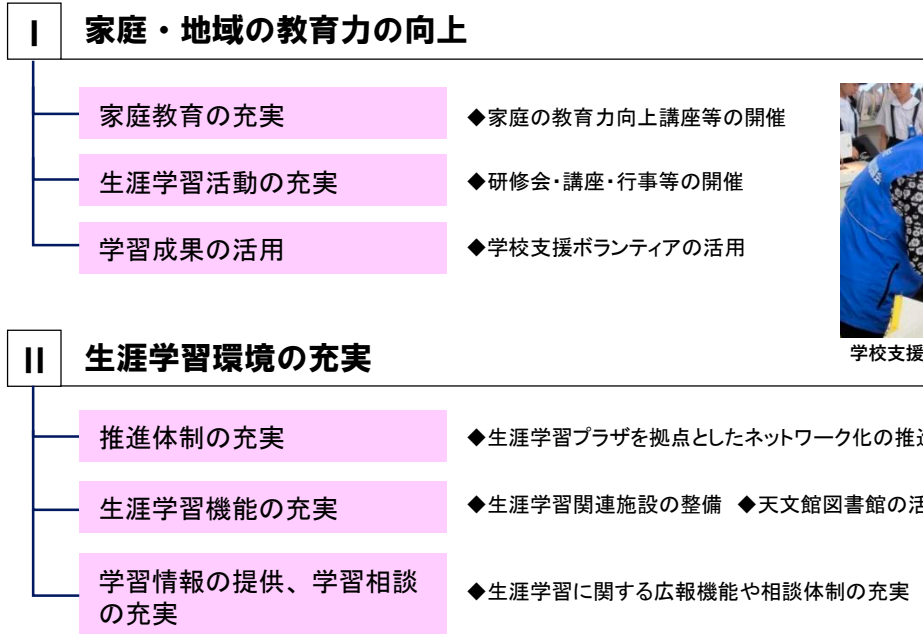 I 家庭・地域の教育力の向上
家庭教育の充実 ◆家庭の教育力向上講座等の開催
生涯学習活動の充実 ◆研修会・講座・行事等の開催
学習成果の活用 ◆学校支援ボランティアの活用
学校支援
II 生涯学習環境の充実
推進体制の充実 ◆生涯学習プラザを拠点としたネットワーク化の推
生涯学習機能の充実 ◆生涯学習関連施設の整備 ◆天文館図書館の活
学習情報の提供、学習相談
の充実 ◆生涯学習に関する広報機能や相談体制の充実